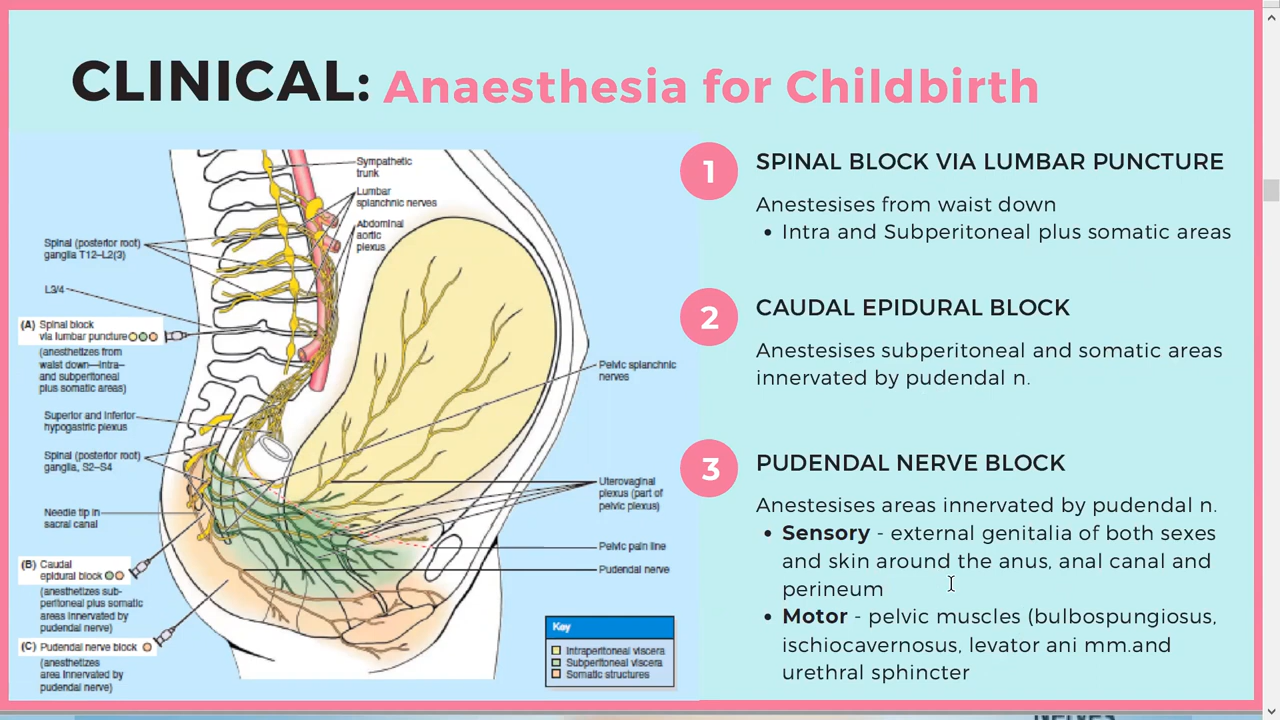 CLINICAL: Anaesthesia for Childbirth
Sympathetic
trunk
Lumbar
splanchnic nerves
Abdominal
aortic
plexus
Spinal (posterior root)
ganglia T12–L2(3)
L3/4
(A) Spinal block
via lumbar puncture
(anesthetizes from
waist down—intra–
and subperitoneal
plus somatic areas)
Superior and inferior
hypogastric plexus
Spinal (posterior root)
ganglia, S2–S4
Needle tip in
sacral canal
(B) Caudal
epidural block
(anesthetizes sub-
peritoneal plus somatic
areas innervated by
pudendal nerve)
(C) Pudendal nerve block
(anesthetizes
area innervated by
pudendal nerve)
Pelvic splanchnic
nerves
Uterovaginal
plexus (part of
pelvic plexus)
Pelvic pain line
Pudendal nerve
Key
Intraperitoneal viscera
Subperitoneal viscera
Somatic structures
1
SPINAL BLOCK VIA LUMBAR PUNCTURE
Anestesises from waist down
• Intra and Subperitoneal plus somatic areas
2
CAUDAL EPIDURAL BLOCK
Anestesises subperitoneal and somatic areas
innervated by pudendal n.
3
PUDENDAL NERVE BLOCK
Anestesises areas innervated by pudendal n.
• Sensory - external genitalia of both sexes
and skin around the anus, anal canal and
perineum
• Motor - pelvic muscles (bulbospungiosus,
ischiocavernosus, levator ani mm.and
urethral sphincter